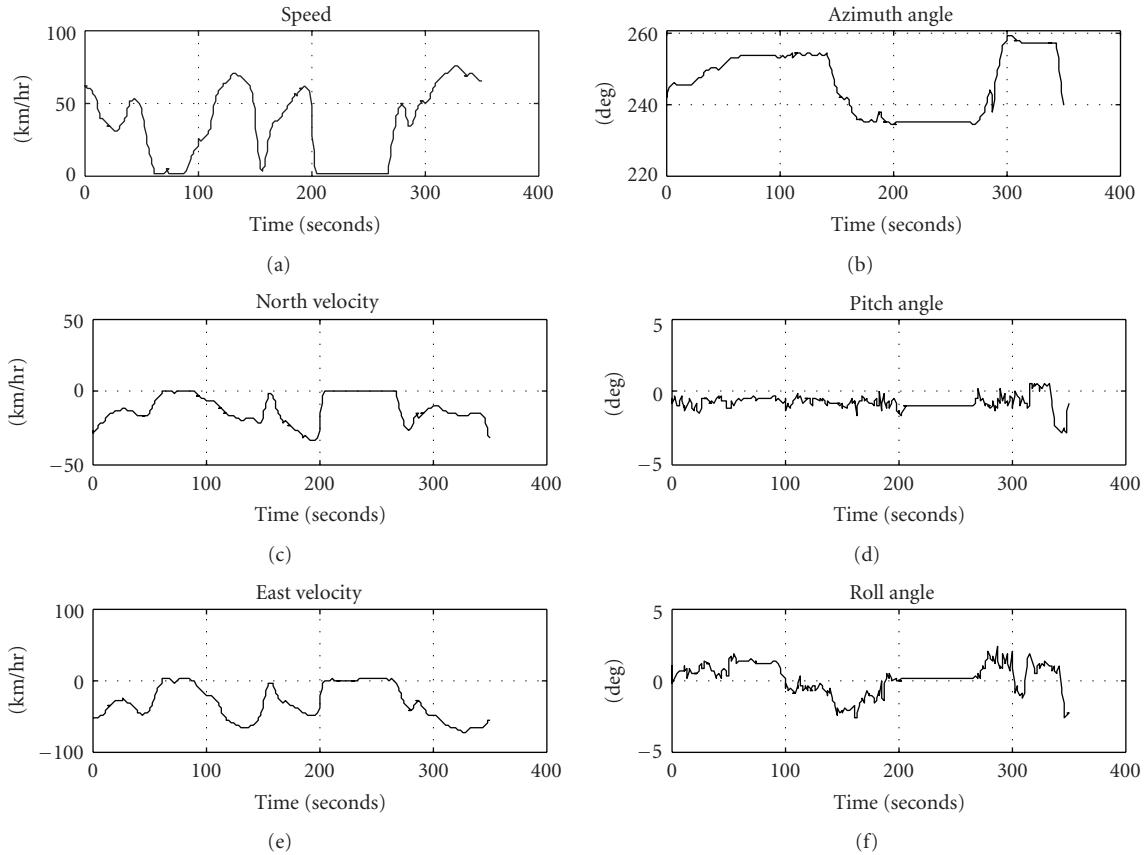 Speed
100
50
0
(km/hr)
0 100 200 300 400
Time (seconds)
(a)
Azimuth angle
260
240
220
(deg)
0 100 200 300 400
Time (seconds)
(b)
North velocity
50
0
−50
(km/hr)
0 100 200 300 400
Time (seconds)
(c)
Pitch angle
5
0
−5
(deg)
0 100 200 300 400
Time (seconds)
(d)
East velocity
100
0
−100
(km/hr)
0 100 200 300 400
Time (seconds)
(e)
Roll angle
5
0
−5
(deg)
0 100 200 300 400
Time (seconds)
(f)